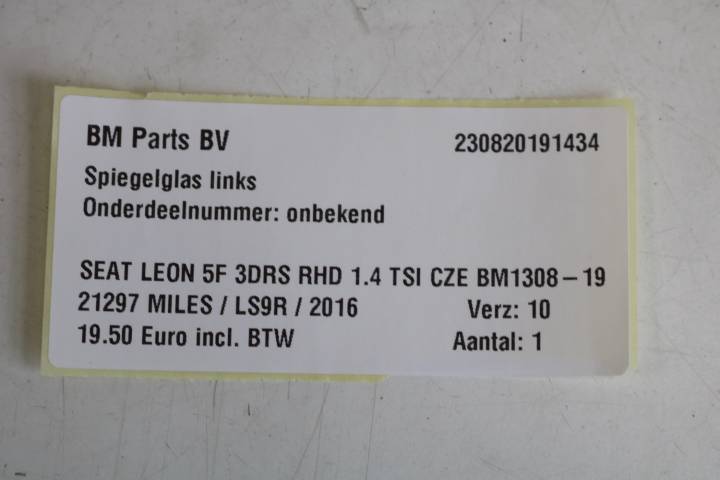 BM Parts BV 230820191434
Spiegelglas links
Onderdeelnummer: onbekend
SEAT LEON 5F 3DRS RHD 1.4 TSI CZE BM1308-19
21297 MILES / LS9R / 2016 Verz: 10
19.50 Euro incl. BTW Aantal: 1